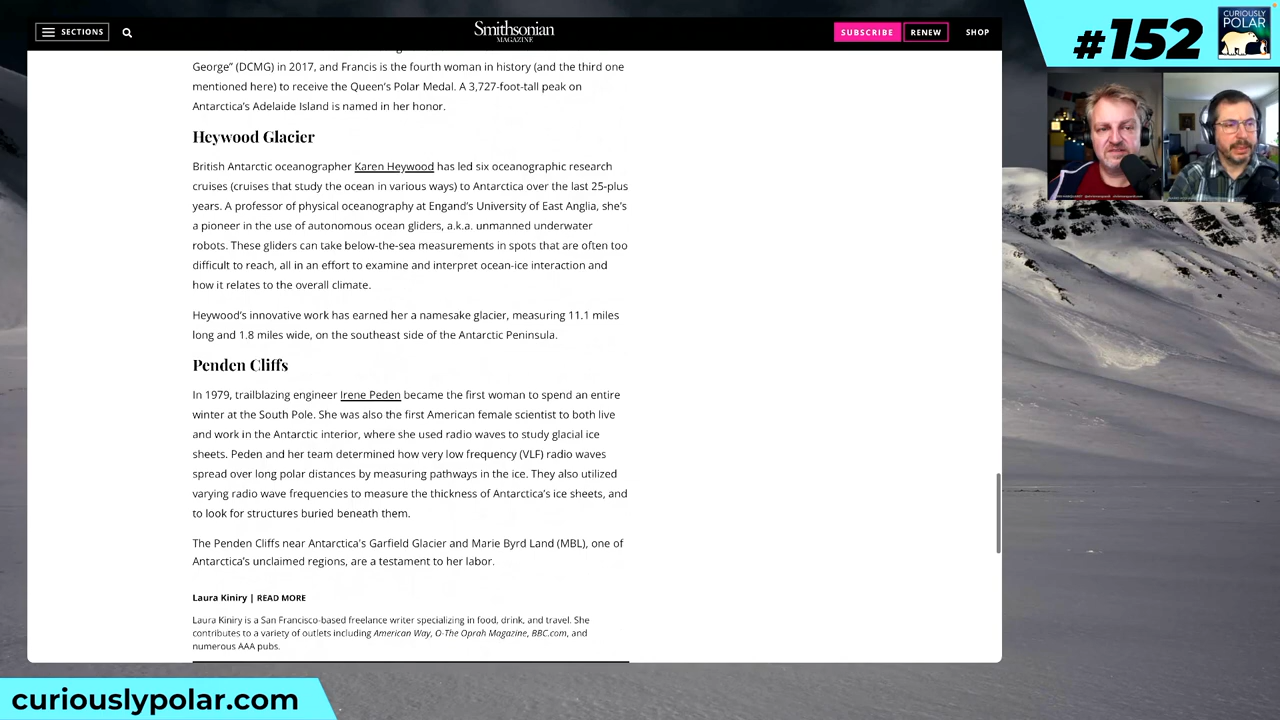 SECTIONS
Smithsonian
MAGAZINE
SUBSCRIBE
RENEW
SHOP
#152
CURIOUSLY
POLAR
George” (DCMG) in 2017, and Francis is the fourth woman in history (and the third one
mentioned here) to receive the Queen’s Polar Medal. A 3,727-foot-tall peak on
Antarctica’s Adelaide Island is named in her honor.
Heywood Glacier
British Antarctic oceanographer Karen Heywood has led six oceanographic research
cruises (cruises that study the ocean in various ways) to Antarctica over the last 25-plus
years. A professor of physical oceanography at Engand’s University of East Anglia, she’s
a pioneer in the use of autonomous ocean gliders, a.k.a. unmanned underwater
robots. These gliders can take below-the-sea measurements in spots that are often too
difficult to reach, all in an effort to examine and interpret ocean-ice interaction and
how it relates to the overall climate.
Heywood’s innovative work has earned her a namesake glacier, measuring 11.1 miles
long and 1.8 miles wide, on the southeast side of the Antarctic Peninsula.
Penden Cliffs
In 1979, trailblazing engineer Irene Peden became the first woman to spend an entire
winter at the South Pole. She was also the first American female scientist to both live
and work in the Antarctic interior, where she used radio waves to study glacial ice
sheets. Peden and her team determined how very low frequency (VLF) radio waves
spread over long polar distances by measuring pathways in the ice. They also utilized
varying radio wave frequencies to measure the thickness of Antarctica’s ice sheets, and
to look for structures buried beneath them.
The Penden Cliffs near Antarctica’s Garfield Glacier and Marie Byrd Land (MBL), one of
Antarctica’s unclaimed regions, are a testament to her labor.
Laura Kiniry | READ MORE
Laura Kiniry is a San Francisco-based freelance writer specializing in food, drink, and travel. She
contributes to a variety of outlets including American Way, O-The Oprah Magazine, BBC.com, and
numerous AAA pubs.
curiouslypolar.com